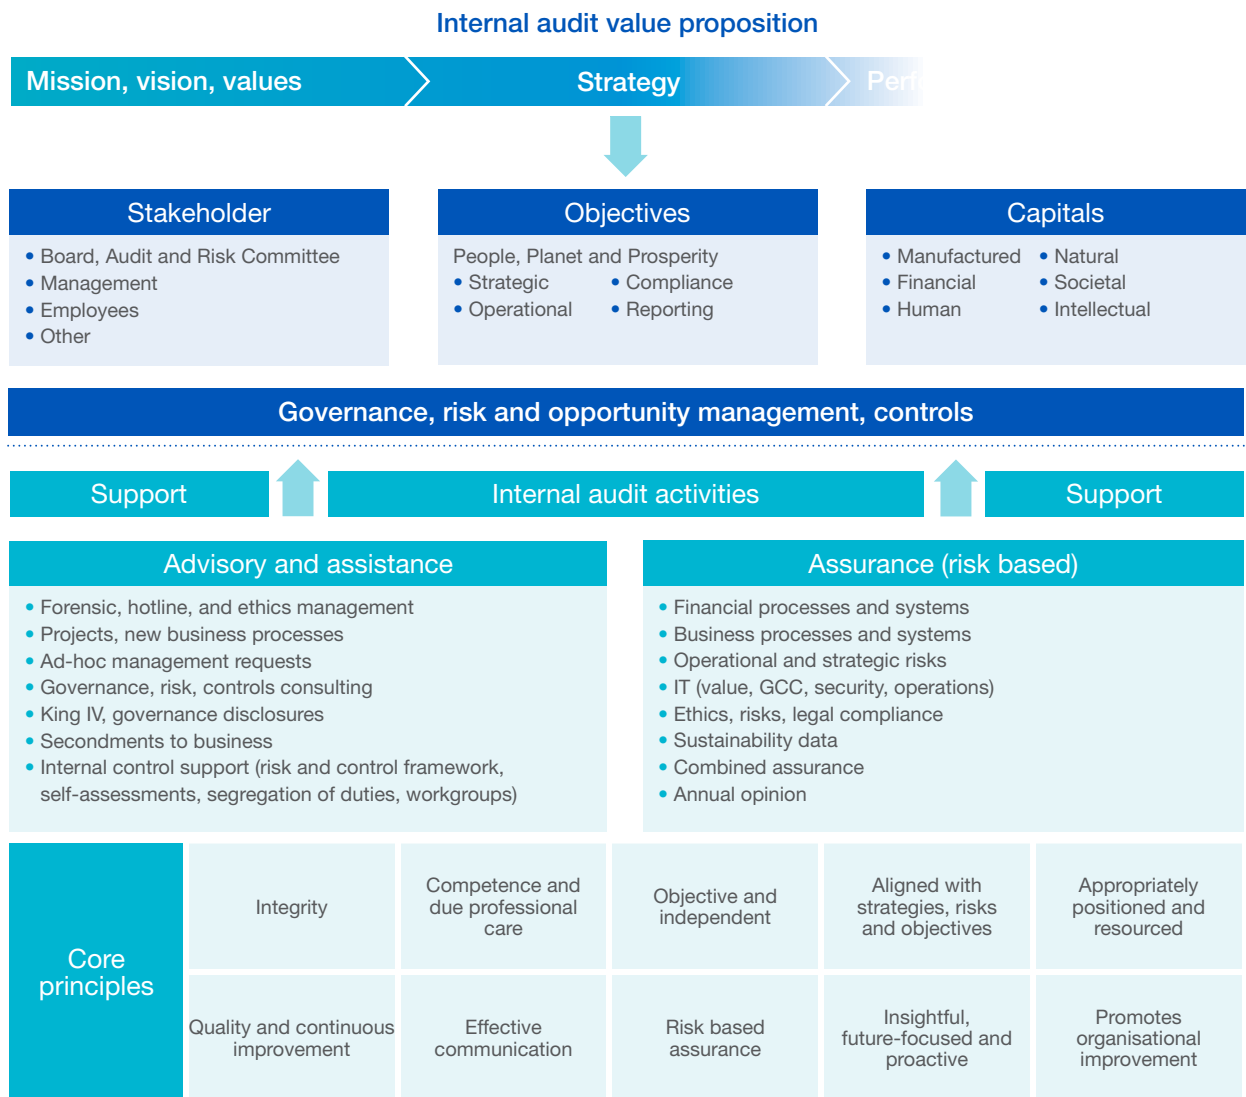 Internal audit value proposition
Mission, vision, values
Strategy
Stakeholder
• Board, Audit and Risk Committee
• Management
• Employees
• Other
Objectives
People, Planet and Prosperity
• Strategic
• Operational
• Compliance
• Reporting
Capitals
• Manufactured
• Financial
• Human
• Natural
• Societal
• Intellectual
Governance, risk and opportunity management, controls
Support
Internal audit activities
Support
Advisory and assistance
• Forensic, hotline, and ethics management
• Projects, new business processes
• Ad-hoc management requests
• Governance, risk, controls consulting
• King IV, governance disclosures
• Secondments to business
• Internal control support (risk and control framework,
self-assessments, segregation of duties, workgroups)
Assurance (risk based)
• Financial processes and systems
• Business processes and systems
• Operational and strategic risks
• IT (value, GCC, security, operations)
• Ethics, risks, legal compliance
• Sustainability data
• Combined assurance
• Annual opinion
Core
principles
Integrity
Competence and
due professional
care
Objective and
independent
Aligned with
strategies, risks
and objectives
Appropriately
positioned and
resourced
Quality and continuous
improvement
Effective
communication
Risk based
assurance
Insightful,
future-focused and
proactive
Promotes
organisational
improvement